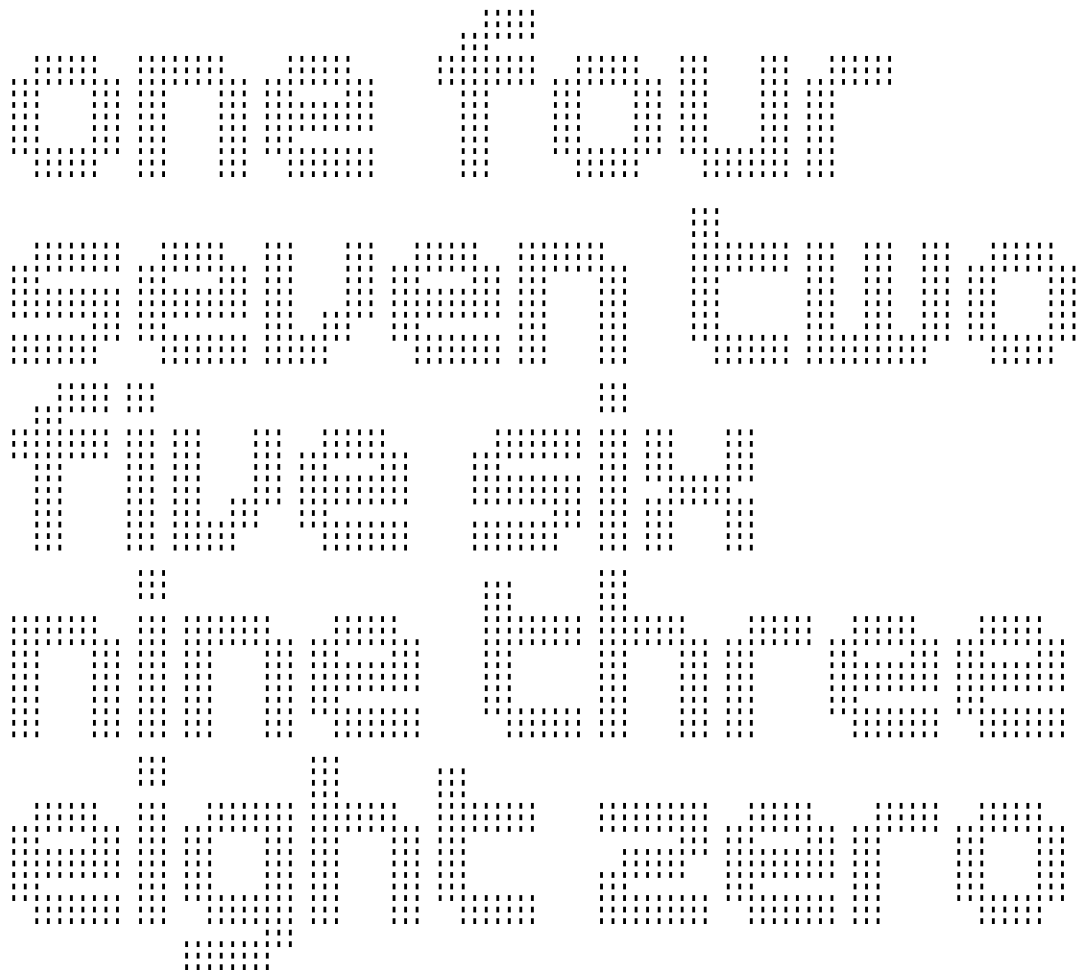 one four
seven two
five six
nine three
eight zero